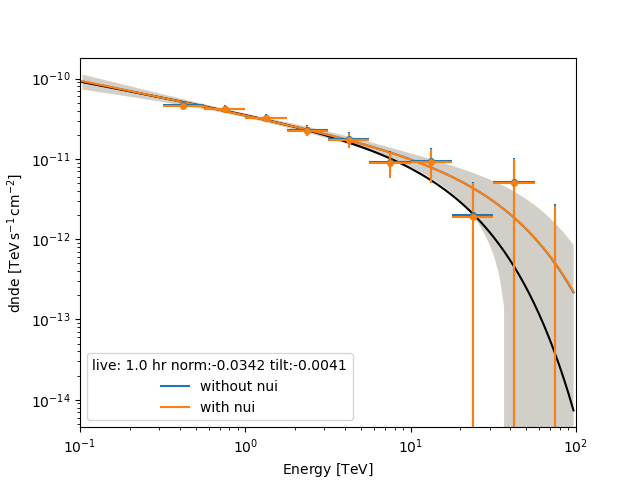 10⁻¹⁰
10⁻¹¹
10⁻¹²
10⁻¹³
10⁻¹⁴
dnde [TeV s⁻¹ cm⁻²]
live: 1.0 hr norm:-0.0342 tilt:-0.0041
without nui
with nui
10⁻¹ 10⁰ 10¹ 10²
Energy [TeV]